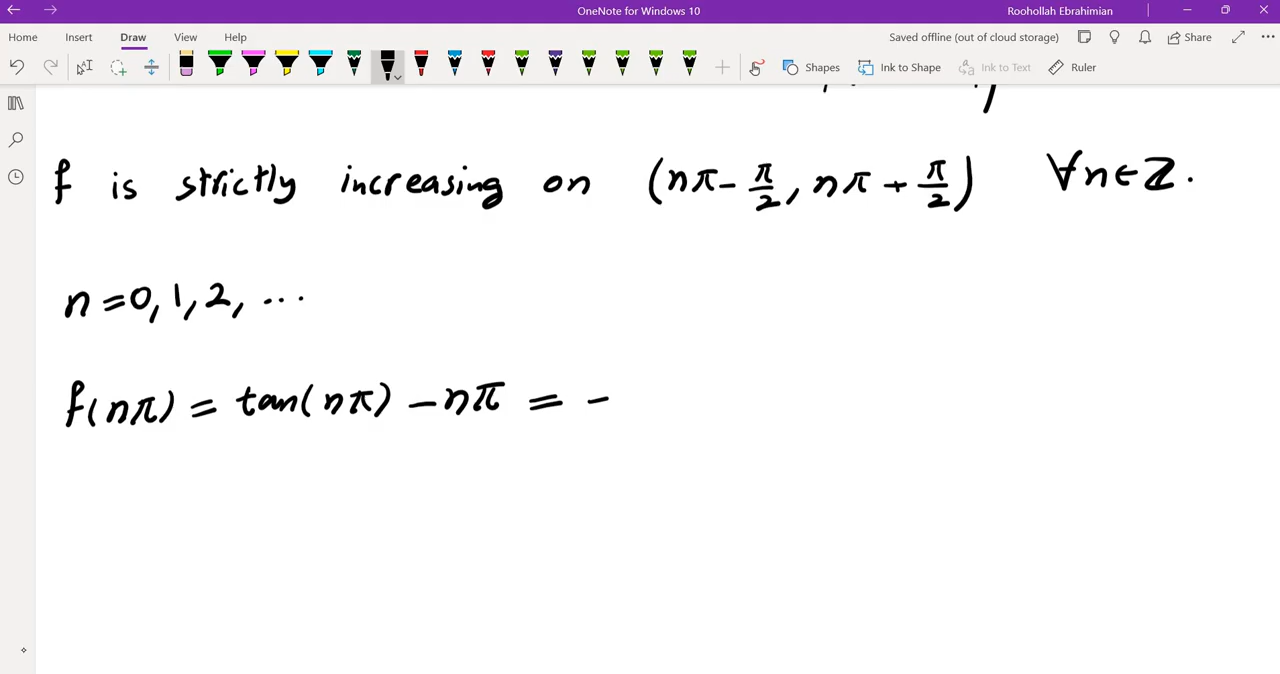 OneNote for Windows 10
Roohollah Ebrahimian
Home Insert Draw View Help
Saved offline (out of cloud storage)
Share
Shapes Ink to Shape Ink to Text Ruler
f is strictly increasing on (nπ - π/2, nπ + π/2) ∀n∈ℤ.
n = 0, 1, 2, ...
f(nπ) = tan(nπ) - nπ = -